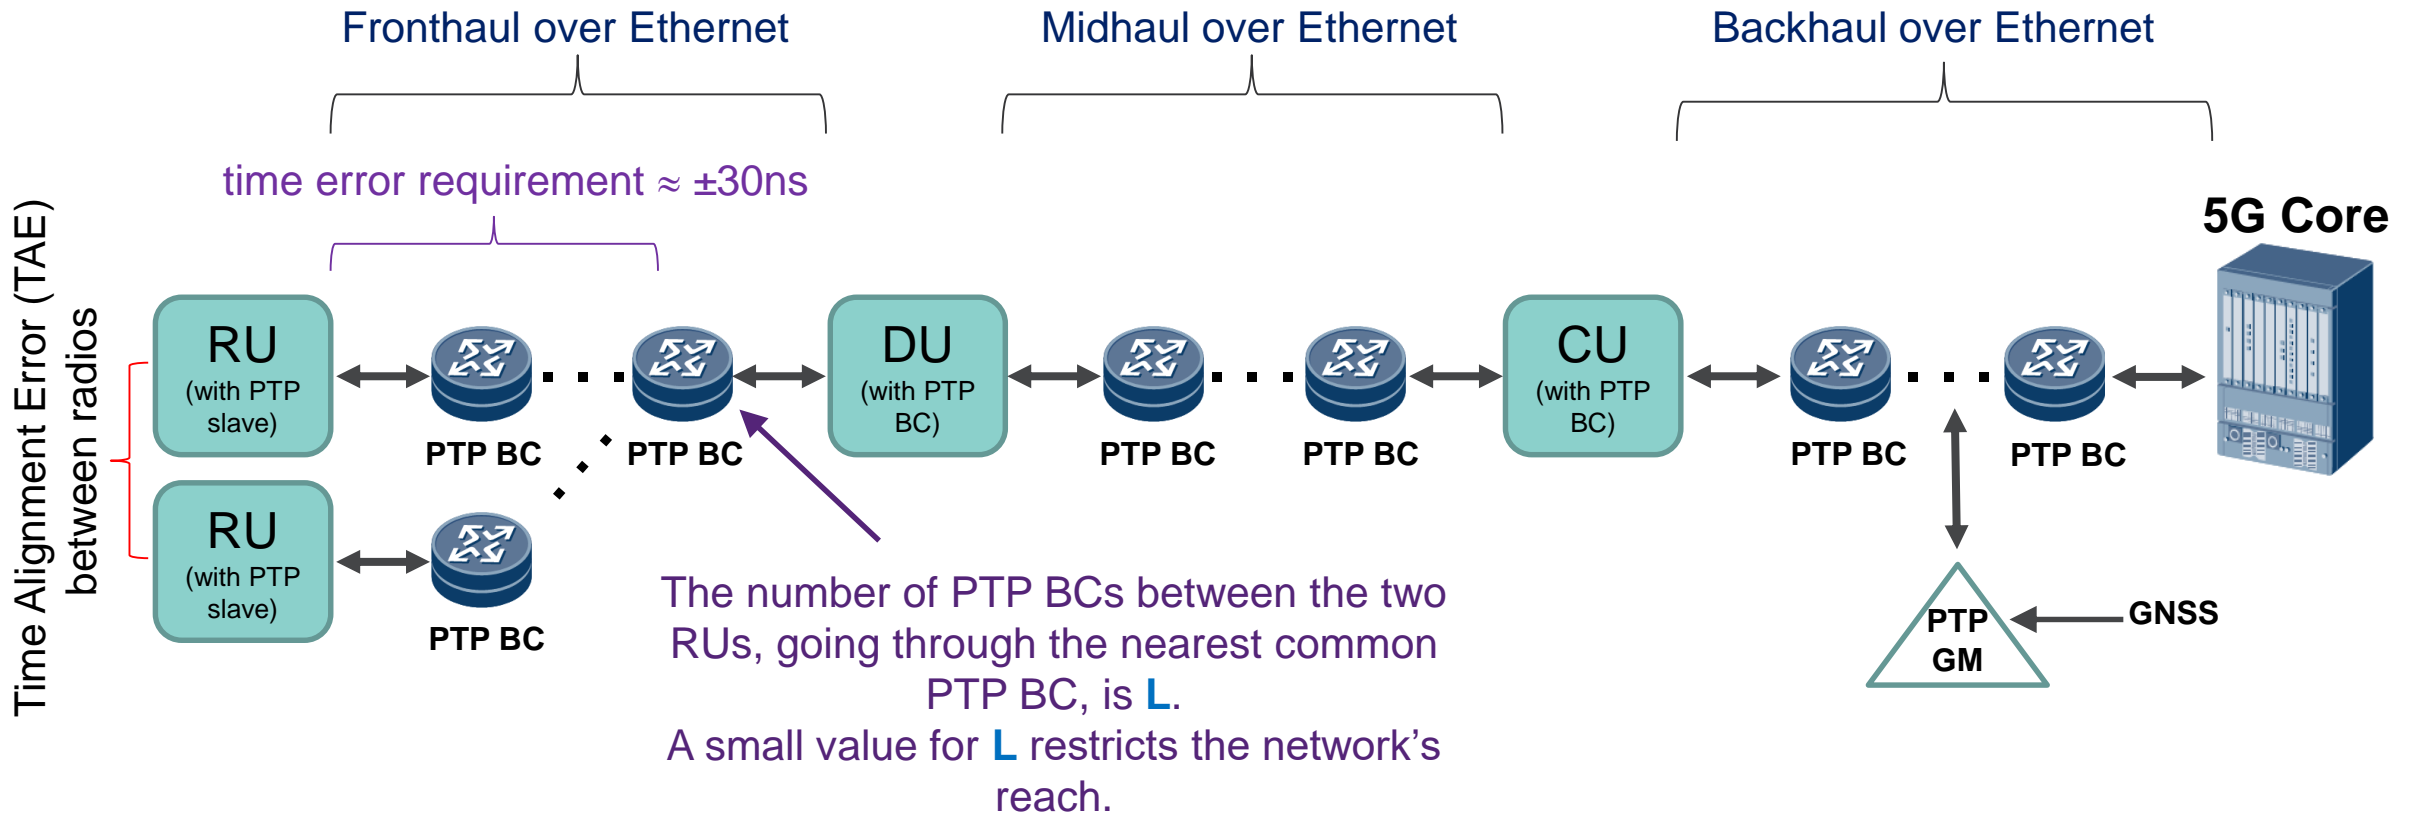 Fronthaul over Ethernet
Midhaul over Ethernet
Backhaul over Ethernet
time error requirement ≈ ±30ns
Time Alignment Error (TAE)
between radios
5G Core
RU
(with PTP
slave)
DU
(with PTP
BC)
CU
(with PTP
BC)
PTP BC
PTP BC
PTP BC
PTP BC
PTP BC
PTP BC
RU
(with PTP
slave)
PTP BC
The number of PTP BCs between the two
RUs, going through the nearest common
PTP BC, is L.
A small value for L restricts the network’s
reach.
PTP
GM
GNSS